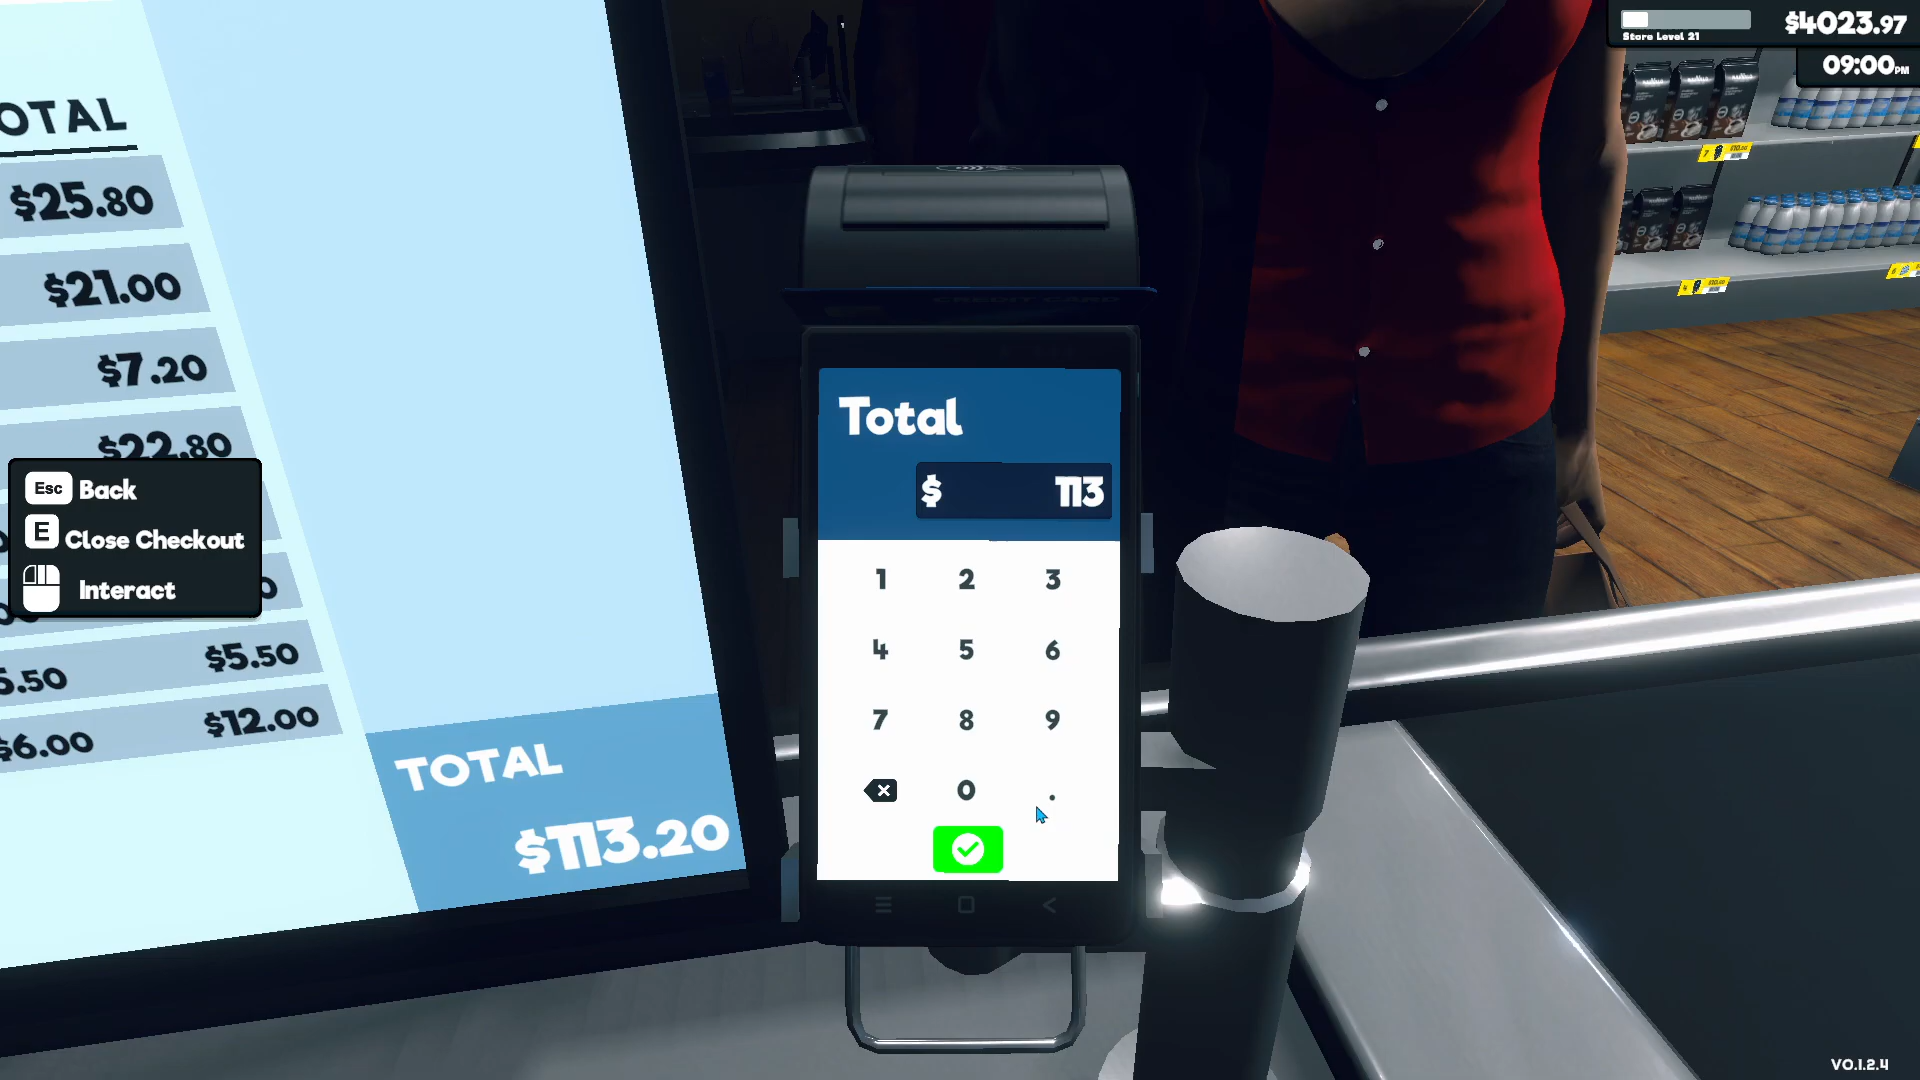 $4023.97
Store Level 21
09:00PM
OTAL
$25.80
$21.00
$7.20
$22.80
Esc Back
E Close Checkout
Interact
5.50 $5.50
$6.00 $12.00
TOTAL
$113.20
CREDIT CARD
Total
$ 113
1 2 3
4 5 6
7 8 9
0 .
V0.1.2.4